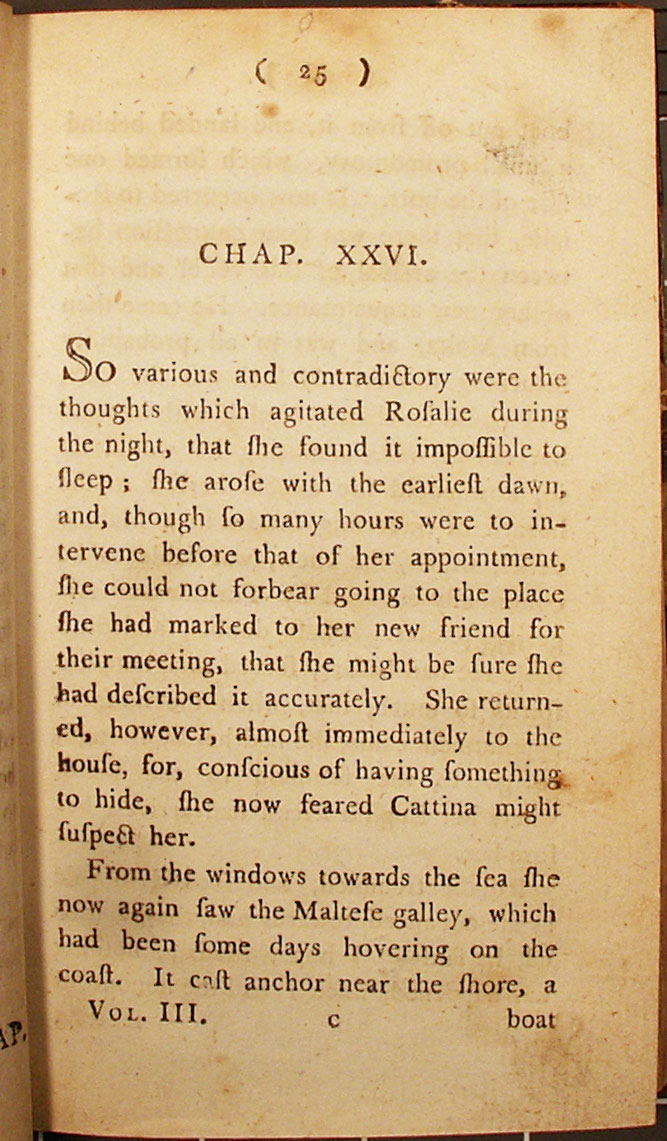 ( 25 )
CHAP. XXVI.
So various and contradictory were the
thoughts which agitated Roſalie during
the night, that ſhe found it impoſſible to
ſleep ; ſhe aroſe with the earlieſt dawn,
and, though ſo many hours were to in-
tervene before that of her appointment,
ſhe could not forbear going to the place
ſhe had marked to her new friend for
their meeting, that ſhe might be ſure ſhe
had deſcribed it accurately. She return-
ed, however, almoſt immediately to the
houſe, for, conſcious of having ſomething
to hide, ſhe now feared Cattina might
ſuſpect her.
From the windows towards the ſea ſhe
now again ſaw the Malteſe galley, which
had been ſome days hovering on the
coaſt. It caſt anchor near the ſhore, a
VOL. III. c boat
AP.